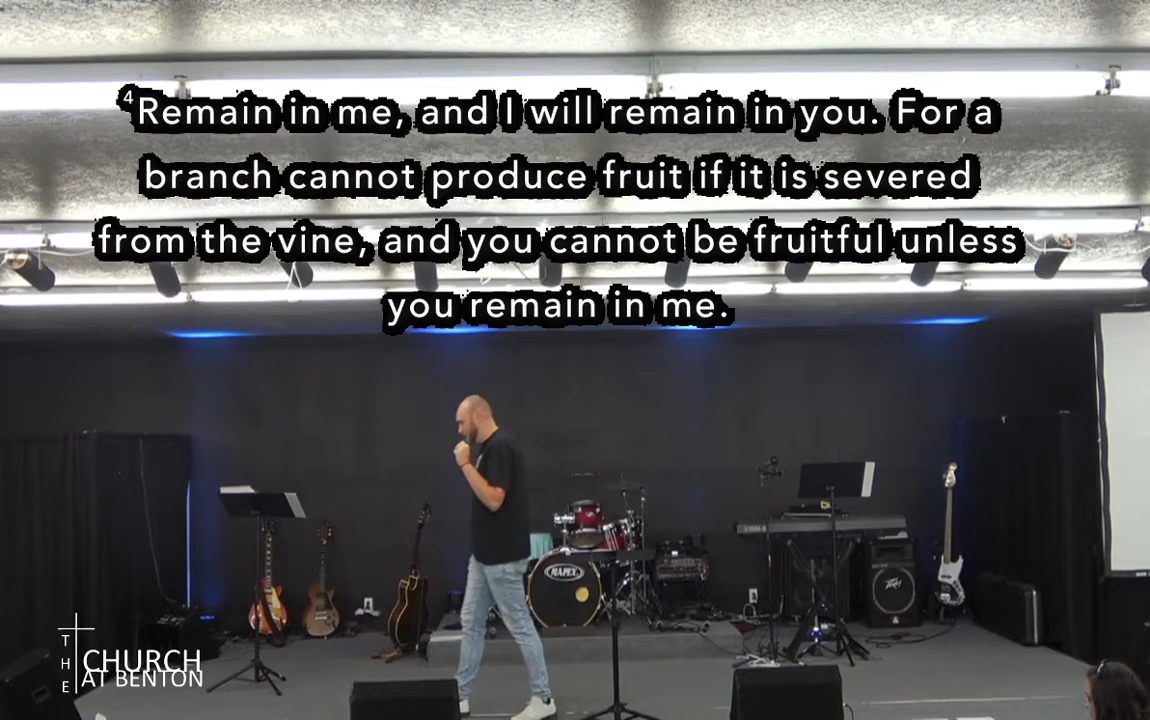 ⁴Remain in me, and I will remain in you. For a
branch cannot produce fruit if it is severed
from the vine, and you cannot be fruitful unless
you remain in me.
MAPEX
PEAVEY
THE
CHURCH
AT BENTON